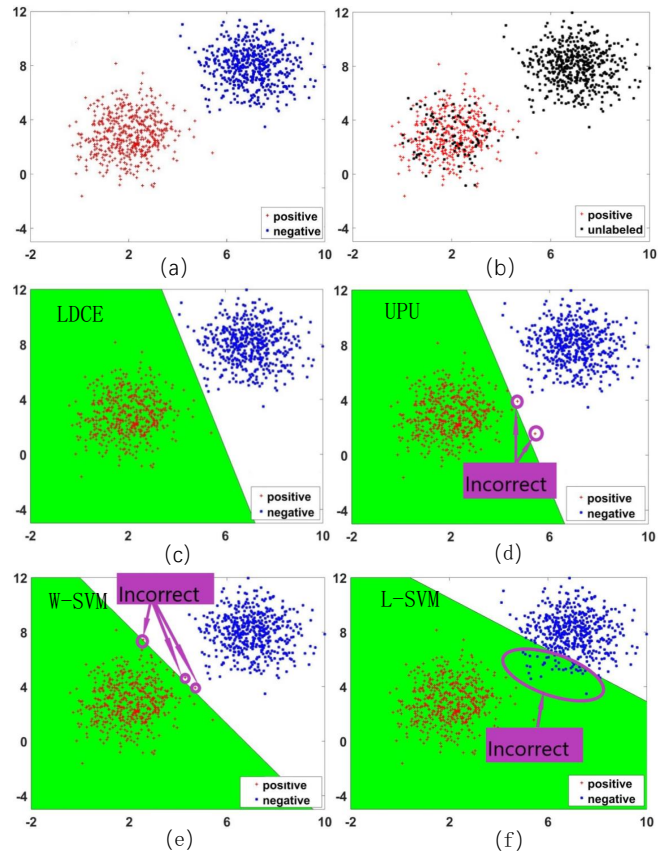 12
8
4
0
-4
-2
2
6
10
positive
negative
(a)
12
8
4
0
-4
-2
2
6
10
positive
unlabeled
(b)
12
8
4
0
-4
-2
2
6
10
LDCE
positive
negative
(c)
12
8
4
0
-4
-2
2
6
10
UPU
Incorrect
positive
negative
(d)
12
8
4
0
-4
-2
2
6
10
W-SVM
Incorrect
positive
negative
(e)
12
8
4
0
-4
-2
2
6
10
L-SVM
Incorrect
positive
negative
(f)